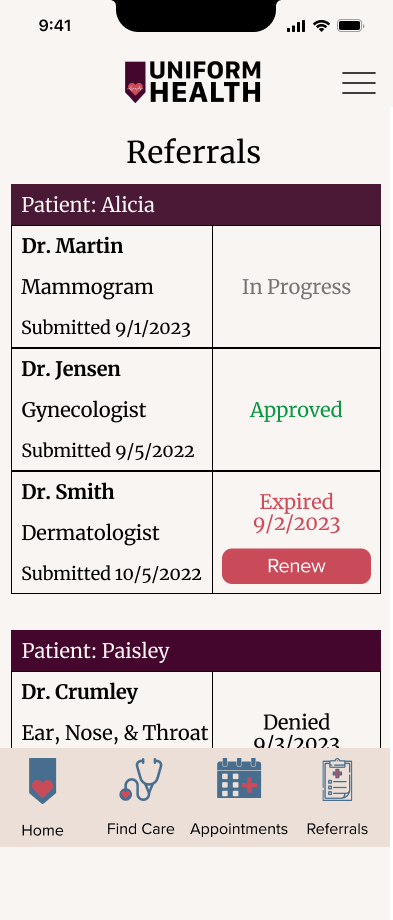 9:41
UNIFORM
HEALTH
Referrals
Patient: Alicia
Dr. Martin
Mammogram
Submitted 9/1/2023
In Progress
Dr. Jensen
Gynecologist
Submitted 9/5/2022
Approved
Dr. Smith
Dermatologist
Submitted 10/5/2022
Expired
9/2/2023
Renew
Patient: Paisley
Dr. Crumley
Ear, Nose, & Throat
Denied
9/3/2023
Home
Find Care
Appointments
Referrals